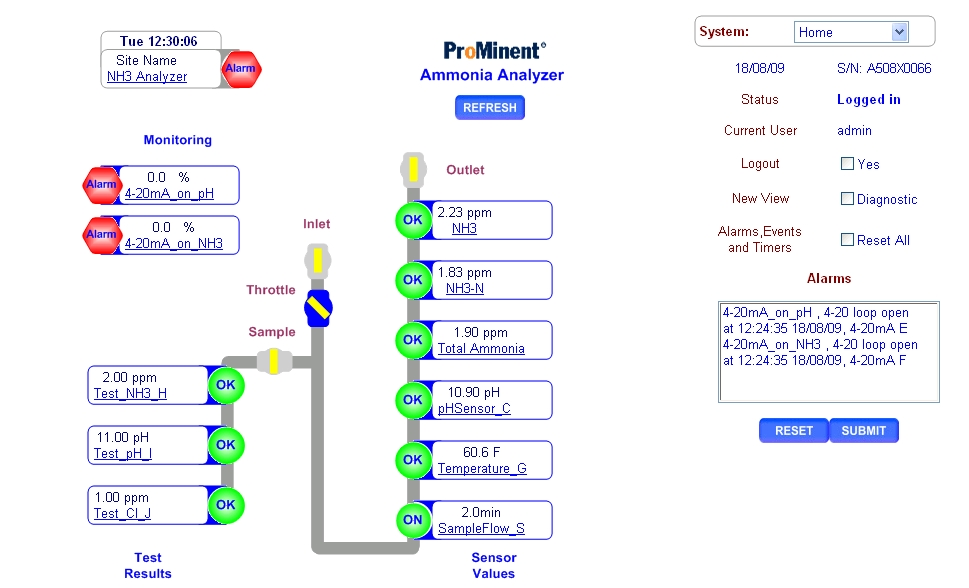 Tue 12:30:06
Site Name
NH3 Analyzer
Alarm
ProMinent®
Ammonia Analyzer
REFRESH
System:
Home
18/08/09
S/N: A508X0066
Status
Logged in
Current User
admin
Logout
Yes
New View
Diagnostic
Alarms,Events
and Timers
Reset All
Alarms
4-20mA_on_pH , 4-20 loop open
at 12:24:35 18/08/09, 4-20mA E
4-20mA_on_NH3 , 4-20 loop open
at 12:24:35 18/08/09, 4-20mA F
RESET
SUBMIT
Monitoring
Alarm
0.0 %
4-20mA_on_pH
Alarm
0.0 %
4-20mA_on_NH3
Inlet
Throttle
Sample
2.00 ppm
Test_NH3_H
OK
11.00 pH
Test_pH_I
OK
1.00 ppm
Test_Cl_J
OK
Test
Results
Outlet
OK
2.23 ppm
NH3
OK
1.83 ppm
NH3-N
OK
1.90 ppm
Total Ammonia
OK
10.90 pH
pHSensor_C
OK
60.6 F
Temperature_G
ON
2.0min
SampleFlow_S
Sensor
Values